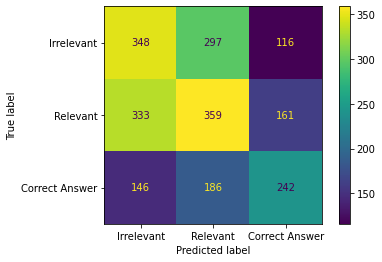 Irrelevant 348 297 116 350
300
Relevant 333 359 161 250
200
Correct Answer 146 186 242 150
Irrelevant Relevant Correct Answer
Predicted label
True label